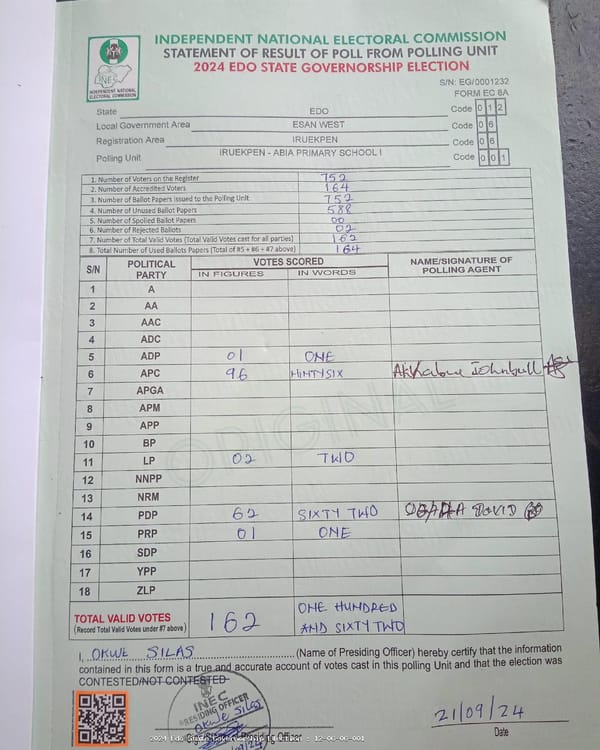 INDEPENDENT NATIONAL ELECTORAL COMMISSION
STATEMENT OF RESULT OF POLL FROM POLLING UNIT
2024 EDO STATE GOVERNORSHIP ELECTION
INEC
INDEPENDENT NATIONAL
ELECTORAL COMMISSION
S/N: EG/0001232
FORM EC 8A
State EDO Code 0 1 2
Local Government Area ESAN WEST Code 0 6
Registration Area IRUEKPEN Code 0 6
Polling Unit IRUEKPEN - ABIA PRIMARY SCHOOL I Code 0 0 1
1. Number of Voters on the Register 752
2. Number of Accredited Voters 164
3. Number of Ballot Papers Issued to the Polling Unit 752
4. Number of Unused Ballot Papers 588
5. Number of Spoiled Ballot Papers 00
6. Number of Rejected Ballots 02
7. Number of Total Valid Votes (Total Valid Votes cast for all parties) 162
8. Total Number of Used Ballots Papers (Total of #5 + #6 + #7 above) 164
S/N POLITICAL PARTY VOTES SCORED NAME/SIGNATURE OF POLLING AGENT
IN FIGURES IN WORDS
1 A
2 AA
3 AAC
4 ADC
5 ADP 01 ONE
6 APC 96 NINTYSIX
7 APGA
8 APM
9 APP
10 BP
11 LP 02 TWO
12 NNPP
13 NRM
14 PDP 62 SIXTY TWO DAVID
15 PRP 01 ONE
16 SDP
17 YPP
18 ZLP
ORIGINAL
TOTAL VALID VOTES 162 ONE HUNDRED
(Record Total Valid Votes under #7 above) AND SIXTY TWO
I, OKWE SILAS (Name of Presiding Officer) hereby certify that the information
contained in this form is a true and accurate account of votes cast in this polling Unit and that the election was
CONTESTED/NOT CONTESTED
INEC
PRESIDING OFFICER
OKWE SILAS
21/09/24
Date
2024 Edo State Governorship Election : 12-06-06-001